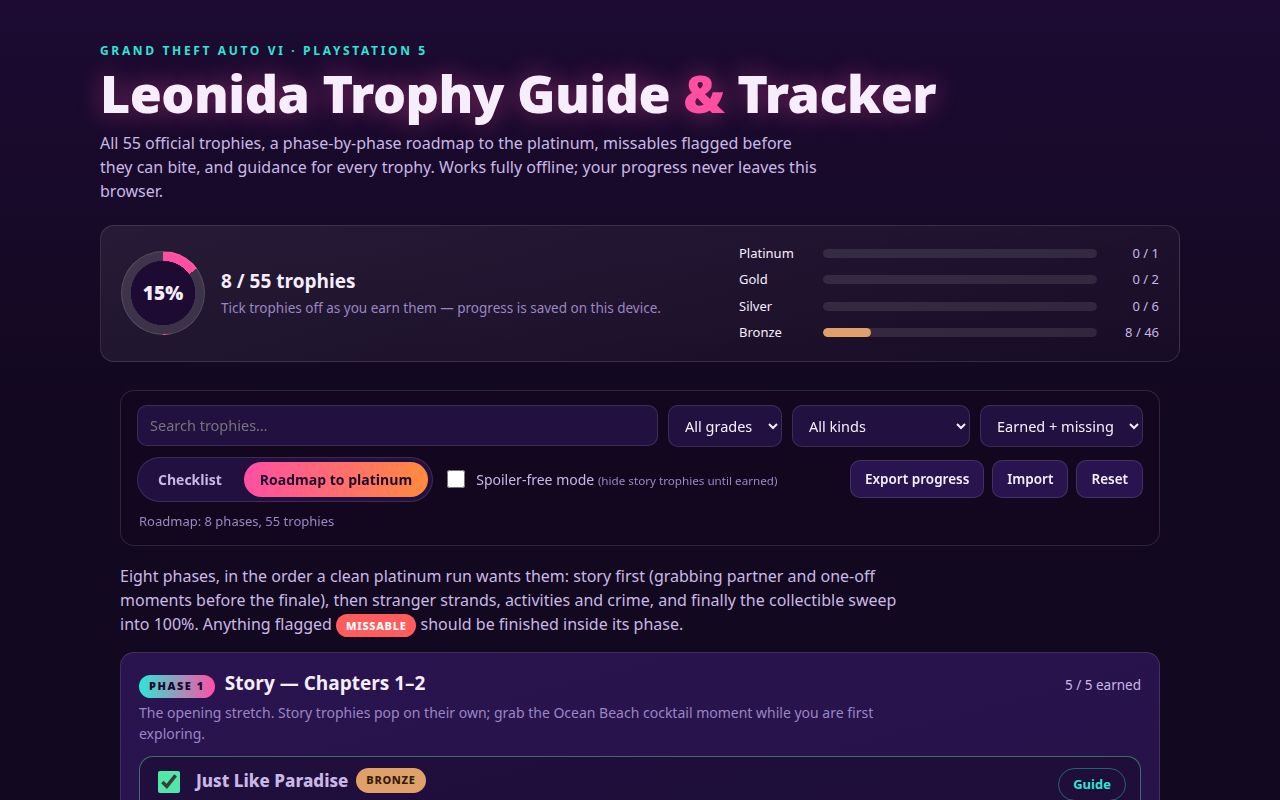 GRAND THEFT AUTO VI · PLAYSTATION 5
Leonida Trophy Guide & Tracker
All 55 official trophies, a phase-by-phase roadmap to the platinum, missables flagged before
they can bite, and guidance for every trophy. Works fully offline; your progress never leaves this
browser.
15%
8 / 55 trophies
Tick trophies off as you earn them — progress is saved on this device.
Platinum 0 / 1
Gold 0 / 2
Silver 0 / 6
Bronze 8 / 46
Search trophies...
All grades
All kinds
Earned + missing
Checklist
Roadmap to platinum
Spoiler-free mode (hide story trophies until earned)
Export progress
Import
Reset
Roadmap: 8 phases, 55 trophies
Eight phases, in the order a clean platinum run wants them: story first (grabbing partner and one-off
moments before the finale), then stranger strands, activities and crime, and finally the collectible sweep
into 100%. Anything flagged MISSABLE should be finished inside its phase.
PHASE 1 Story — Chapters 1–2
5 / 5 earned
The opening stretch. Story trophies pop on their own; grab the Ocean Beach cocktail moment while you are first
exploring.
Just Like Paradise BRONZE
Guide